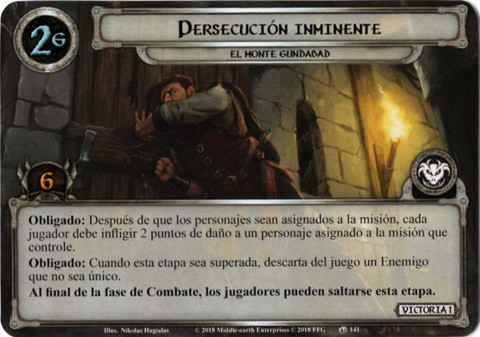 2G
PERSECUCIÓN INMINENTE
EL MONTE GUNDABAD
6
Obligado: Después de que los personajes sean asignados a la misión, cada
jugador debe infligir 2 puntos de daño a un personaje asignado a la misión que
controle.
Obligado: Cuando esta etapa sea superada, descarta del juego un Enemigo
que no sea único.
Al final de la fase de Combate, los jugadores pueden saltarse esta etapa.
VICTORIA 1
Illus. Nikolas Hagialas © 2018 Middle-earth Enterprises © 2018 FFG 141